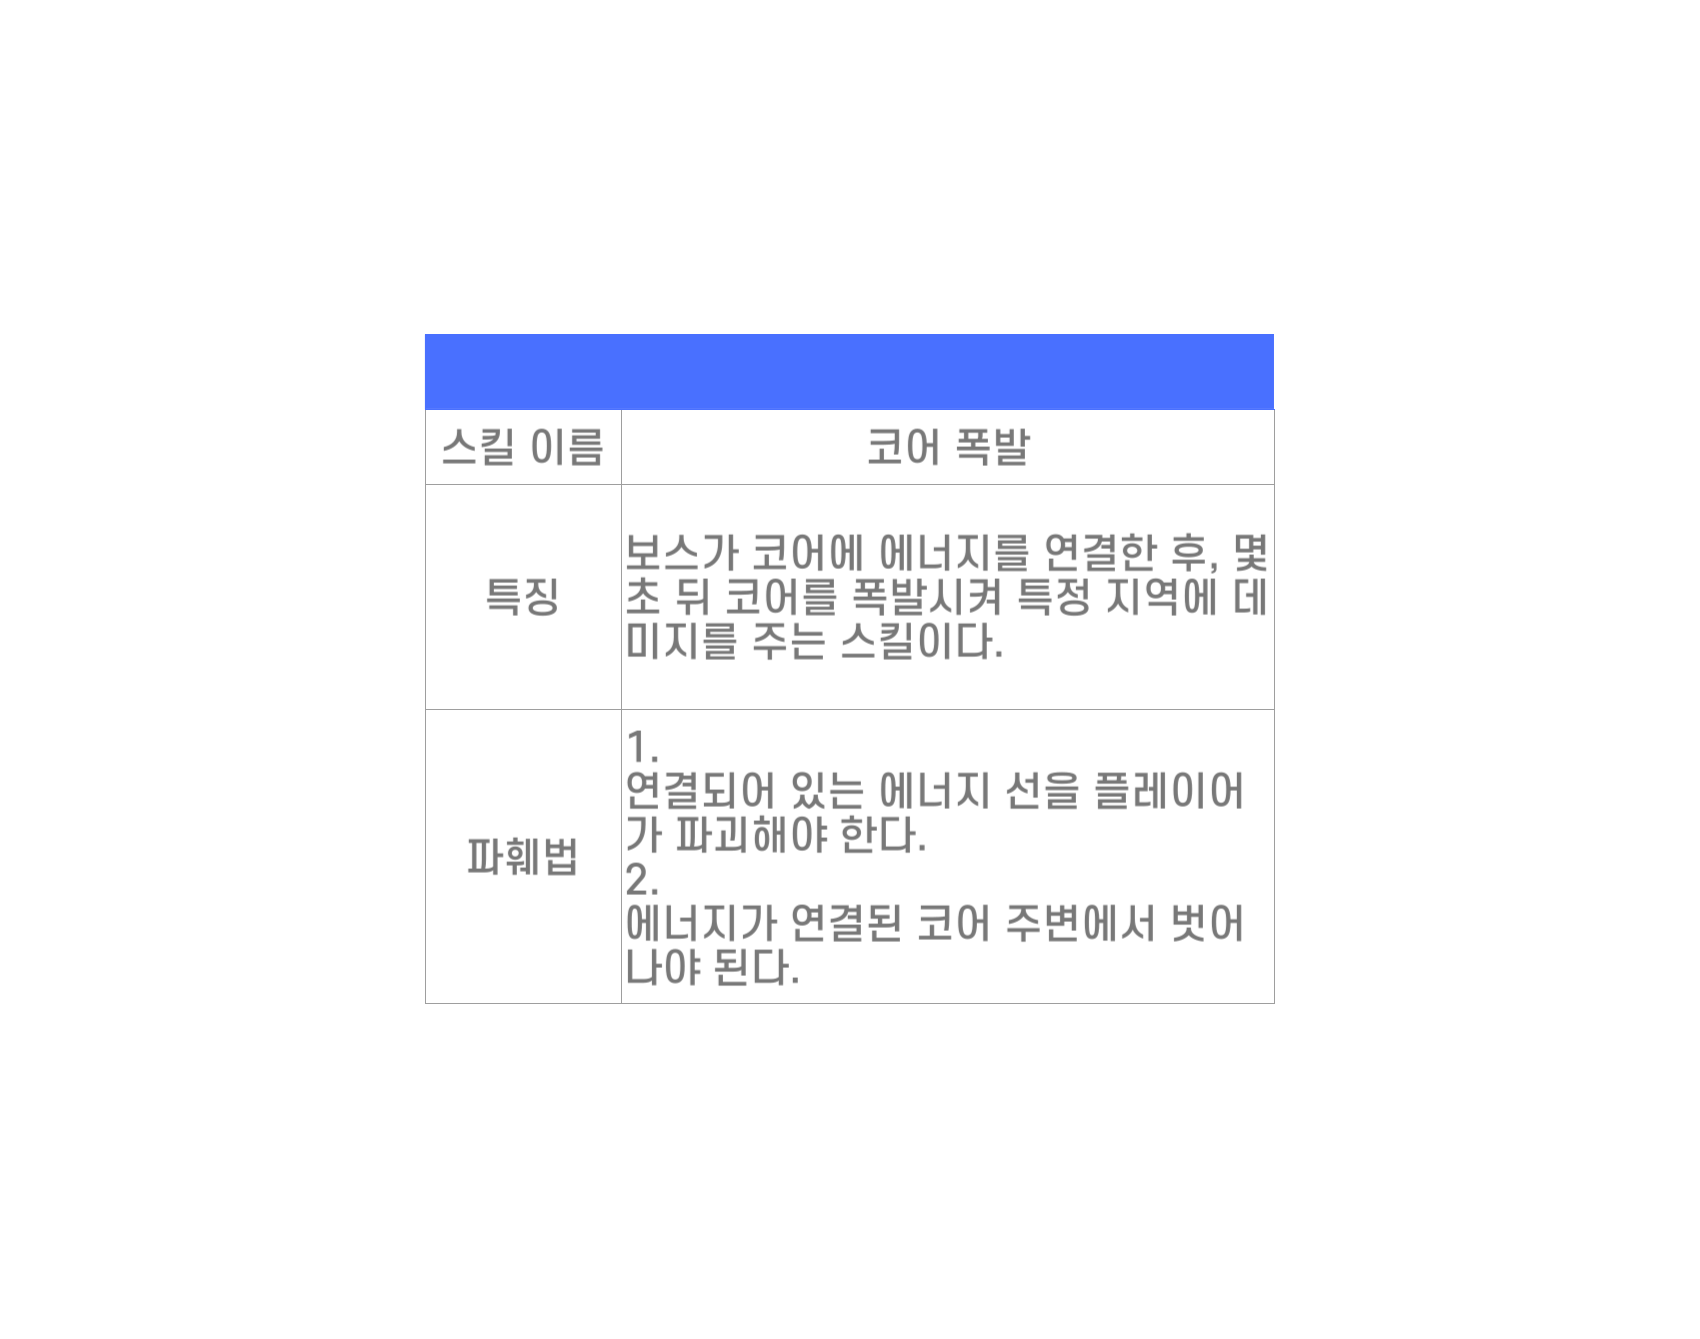 스킬 이름
코어 폭발
특징
보스가 코어에 에너지를 연결한 후, 몇
초 뒤 코어를 폭발시켜 특정 지역에 데
미지를 주는 스킬이다.
파훼법
1.
연결되어 있는 에너지 선을 플레이어
가 파괴해야 한다.
2.
에너지가 연결된 코어 주변에서 벗어
나야 된다.